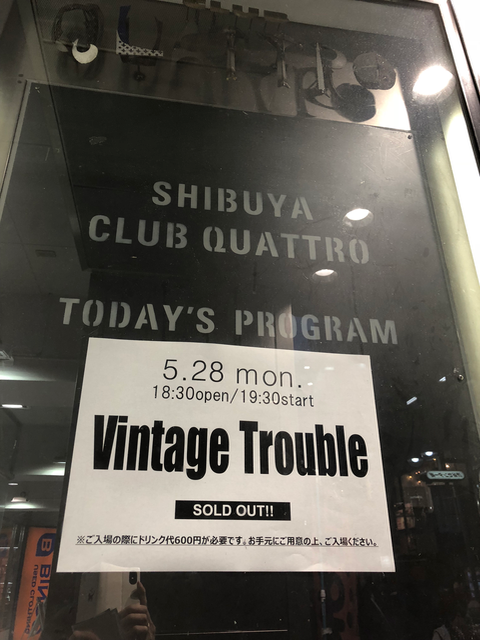 SHIBUYA
CLUB QUATTRO
TODAY'S PROGRAM
5.28 mon.
18:30open/19:30start
Vintage Trouble
SOLD OUT!!
※ご入場の際にドリンク代600円が必要です。お手元にご用意の上、ご入場ください。